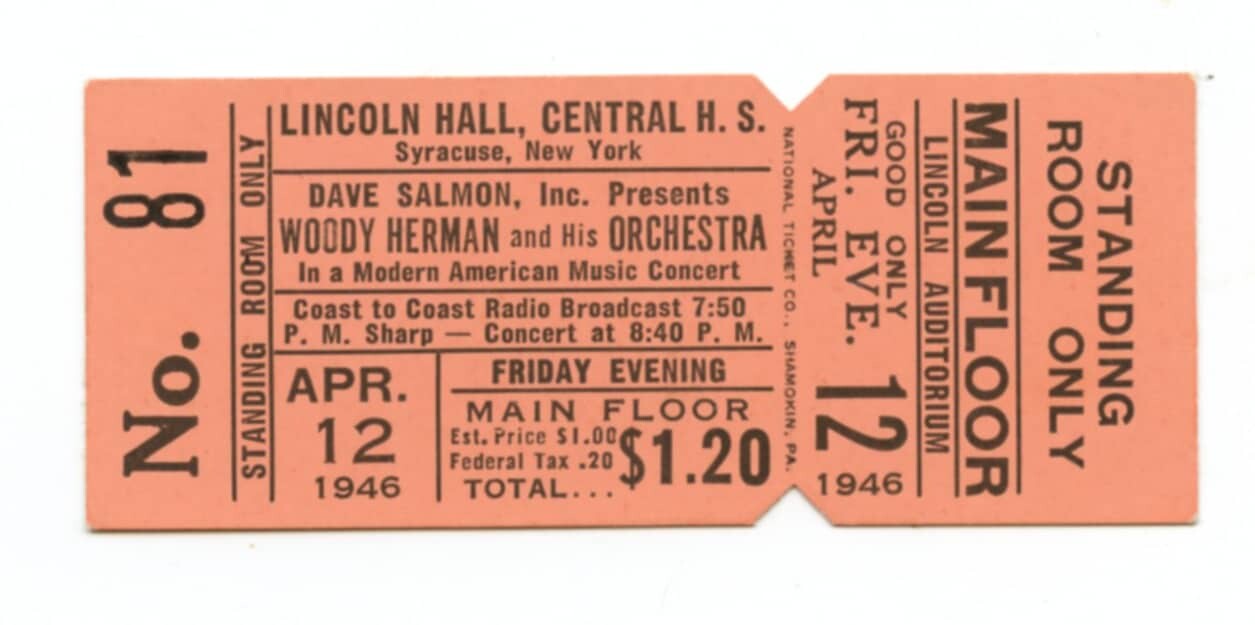 No. 81
STANDING ROOM ONLY
LINCOLN HALL, CENTRAL H. S.
Syracuse, New York
DAVE SALMON, Inc. Presents
WOODY HERMAN and His ORCHESTRA
In a Modern American Music Concert
Coast to Coast Radio Broadcast 7:50
P. M. Sharp — Concert at 8:40 P. M.
APR.
12
1946
FRIDAY EVENING
MAIN FLOOR
Est. Price $1.00
Federal Tax .20
TOTAL... $1.20
NATIONAL TICKET CO., SHAMOKIN, PA.
STANDING
ROOM ONLY
MAIN FLOOR
LINCOLN AUDITORIUM
GOOD ONLY
FRI. EVE.
APRIL
12
1946